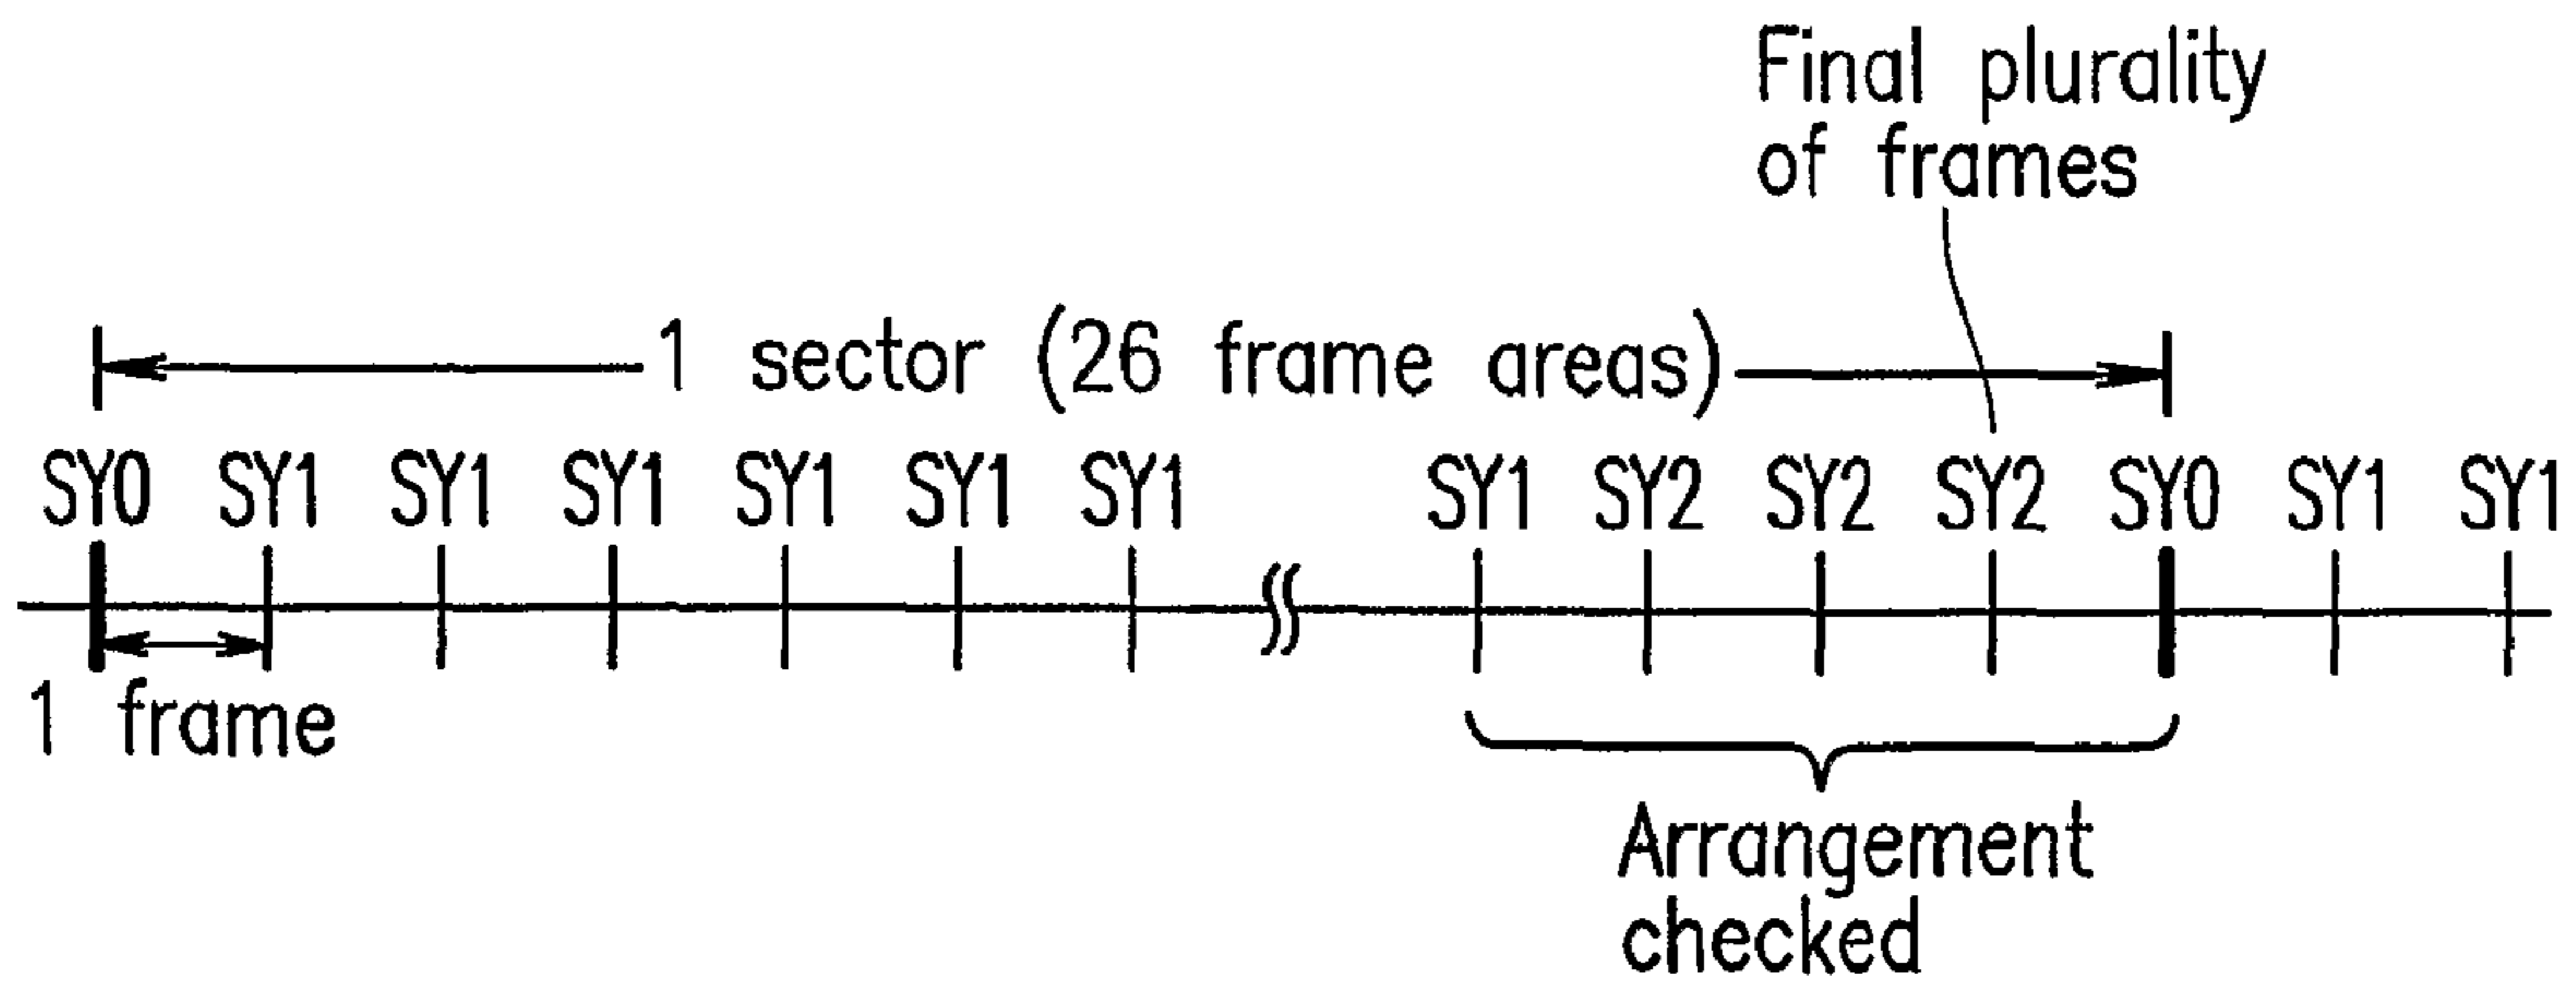 Final plurality
of frames
1 sector (26 frame areas)
SY0 SY1 SY1 SY1 SY1 SY1 SY1 SY1 SY2 SY2 SY2 SY0 SY1 SY1
1 frame
Arrangement
checked